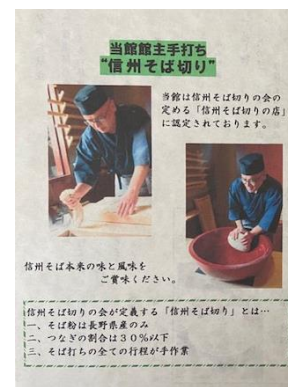 当館館主手打ち
“信州そば切り”
当館は信州そば切りの会の
定める「信州そば切りの店」
に認定されております。
信州そば本来の味と風味を
ご賞味ください。
信州そば切りの会が定義する「信州そば切り」とは…
一、そば粉は長野県産のみ
二、つなぎの割合は30％以下
三、そば打ちの全ての行程が手作業